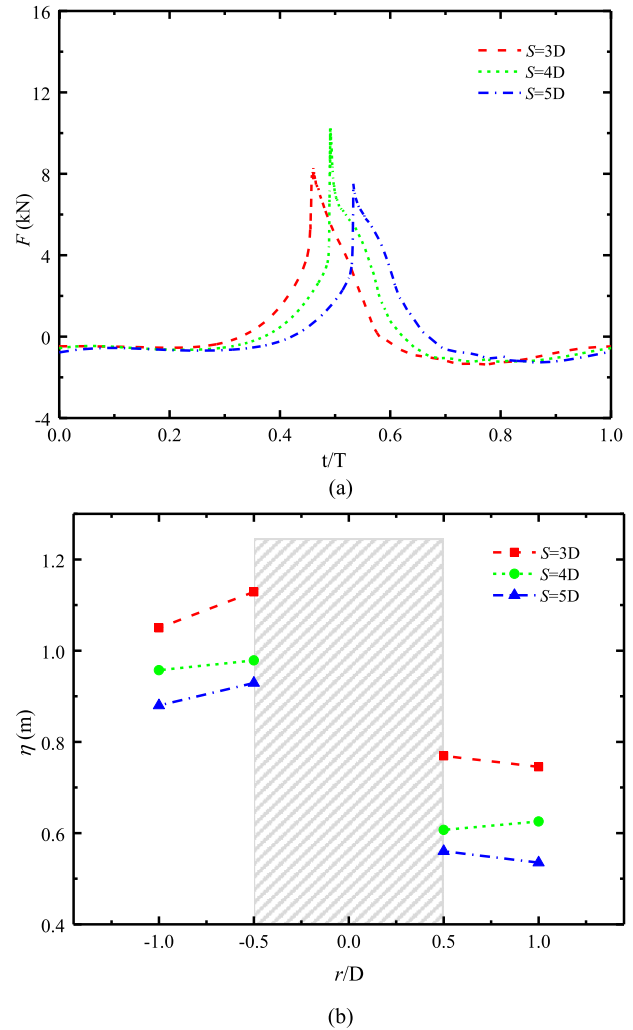 16
12
8
4
0
-4
F (kN)
S=3D
S=4D
S=5D
0.0 0.2 0.4 0.6 0.8 1.0
t/T
(a)
1.2
1.0
0.8
0.6
0.4
η (m)
S=3D
S=4D
S=5D
-1.0 -0.5 0.0 0.5 1.0
r/D
(b)